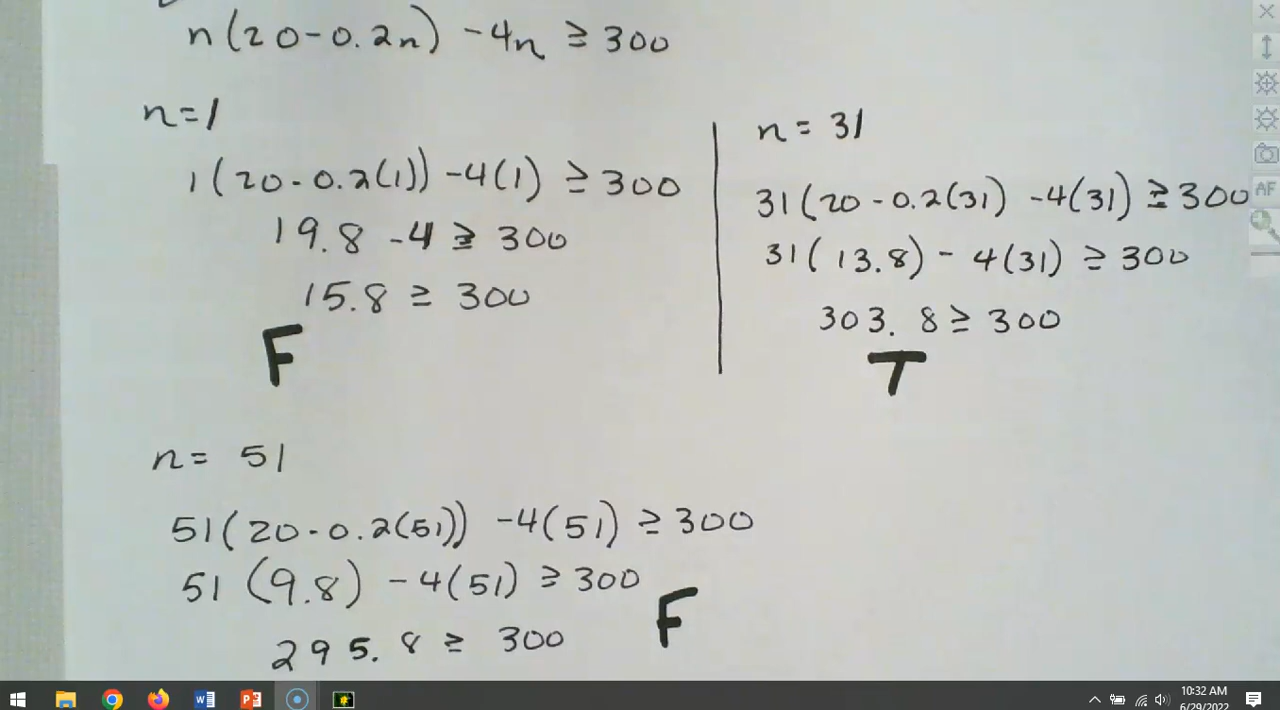 n(20-0.2n) -4n ≥ 300
n=1
1(20-0.2(1)) -4(1) ≥ 300
19.8 -4 ≥ 300
15.8 ≥ 300
F
n = 31
31(20-0.2(31) -4(31) ≥ 300
31(13.8) - 4(31) ≥ 300
303.8 ≥ 300
T
n = 51
51(20-0.2(51)) -4(51) ≥ 300
51(9.8) -4(51) ≥ 300
295.8 ≥ 300
F
AF
10:32 AM
6/29/2022